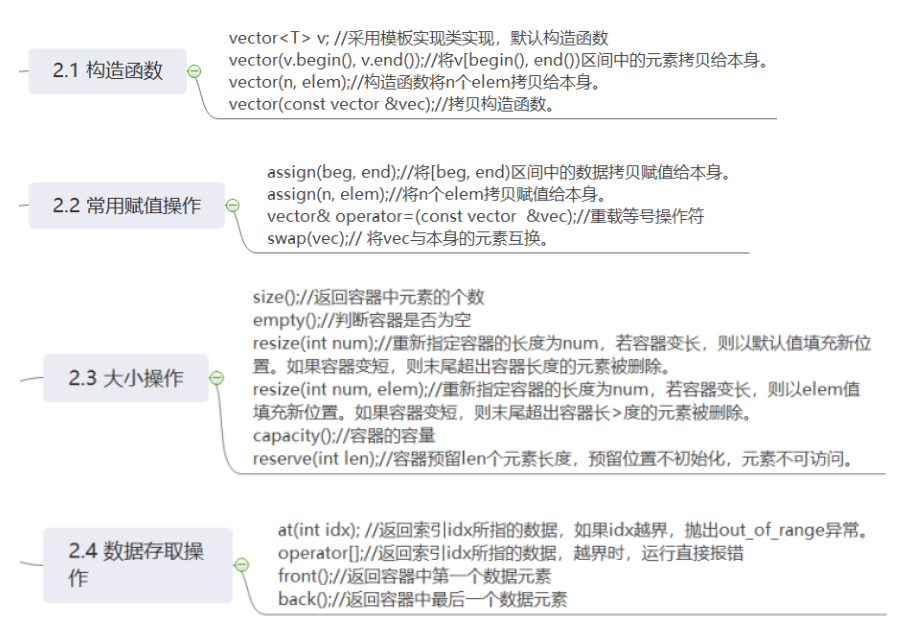 2.1 构造函数
vector<T> v; //采用模板实现类实现，默认构造函数
vector(v.begin(), v.end());//将v[begin(), end())区间中的元素拷贝给本身。
vector(n, elem);//构造函数将n个elem拷贝给本身。
vector(const vector &vec);//拷贝构造函数。
2.2 常用赋值操作
assign(beg, end);//将[beg, end)区间中的数据拷贝赋值给本身。
assign(n, elem);//将n个elem拷贝赋值给本身。
vector& operator=(const vector  &vec);//重载等号操作符
swap(vec);// 将vec与本身的元素互换。
2.3 大小操作
size();//返回容器中元素的个数
empty();//判断容器是否为空
resize(int num);//重新指定容器的长度为num，若容器变长，则以默认值填充新位
置。如果容器变短，则末尾超出容器长度的元素被删除。
resize(int num, elem);//重新指定容器的长度为num，若容器变长，则以elem值
填充新位置。如果容器变短，则末尾超出容器长>度的元素被删除。
capacity();//容器的容量
reserve(int len);//容器预留len个元素长度，预留位置不初始化，元素不可访问。
2.4 数据存取操
作
at(int idx); //返回索引idx所指的数据，如果idx越界，抛出out_of_range异常。
operator[];//返回索引idx所指的数据，越界时，运行直接报错
front();//返回容器中第一个数据元素
back();//返回容器中最后一个数据元素